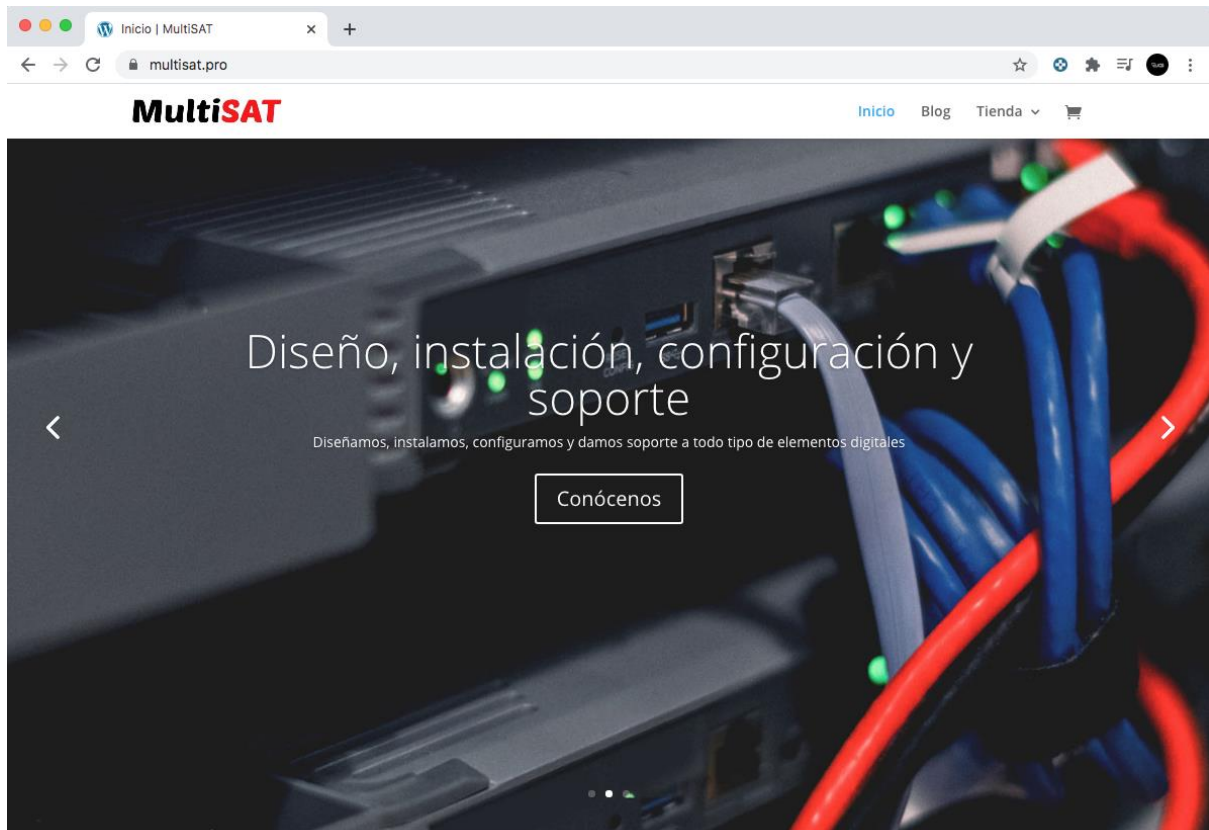 Inicio | MultiSAT
multisat.pro
MultiSAT
Inicio Blog Tienda
Diseño, instalación, configuración y
soporte
Diseñamos, instalamos, configuramos y damos soporte a todo tipo de elementos digitales
Conócenos